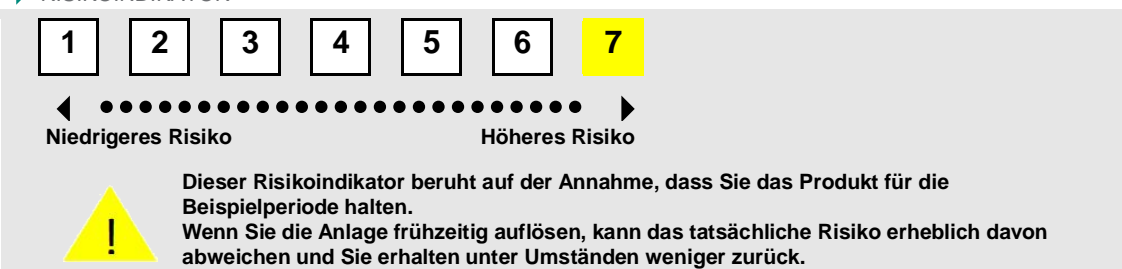 RISIKOINDIKATOR
1 2 3 4 5 6 7
Niedrigeres Risiko Höheres Risiko
Dieser Risikoindikator beruht auf der Annahme, dass Sie das Produkt für die
Beispielperiode halten.
! Wenn Sie die Anlage frühzeitig auflösen, kann das tatsächliche Risiko erheblich davon
abweichen und Sie erhalten unter Umständen weniger zurück.